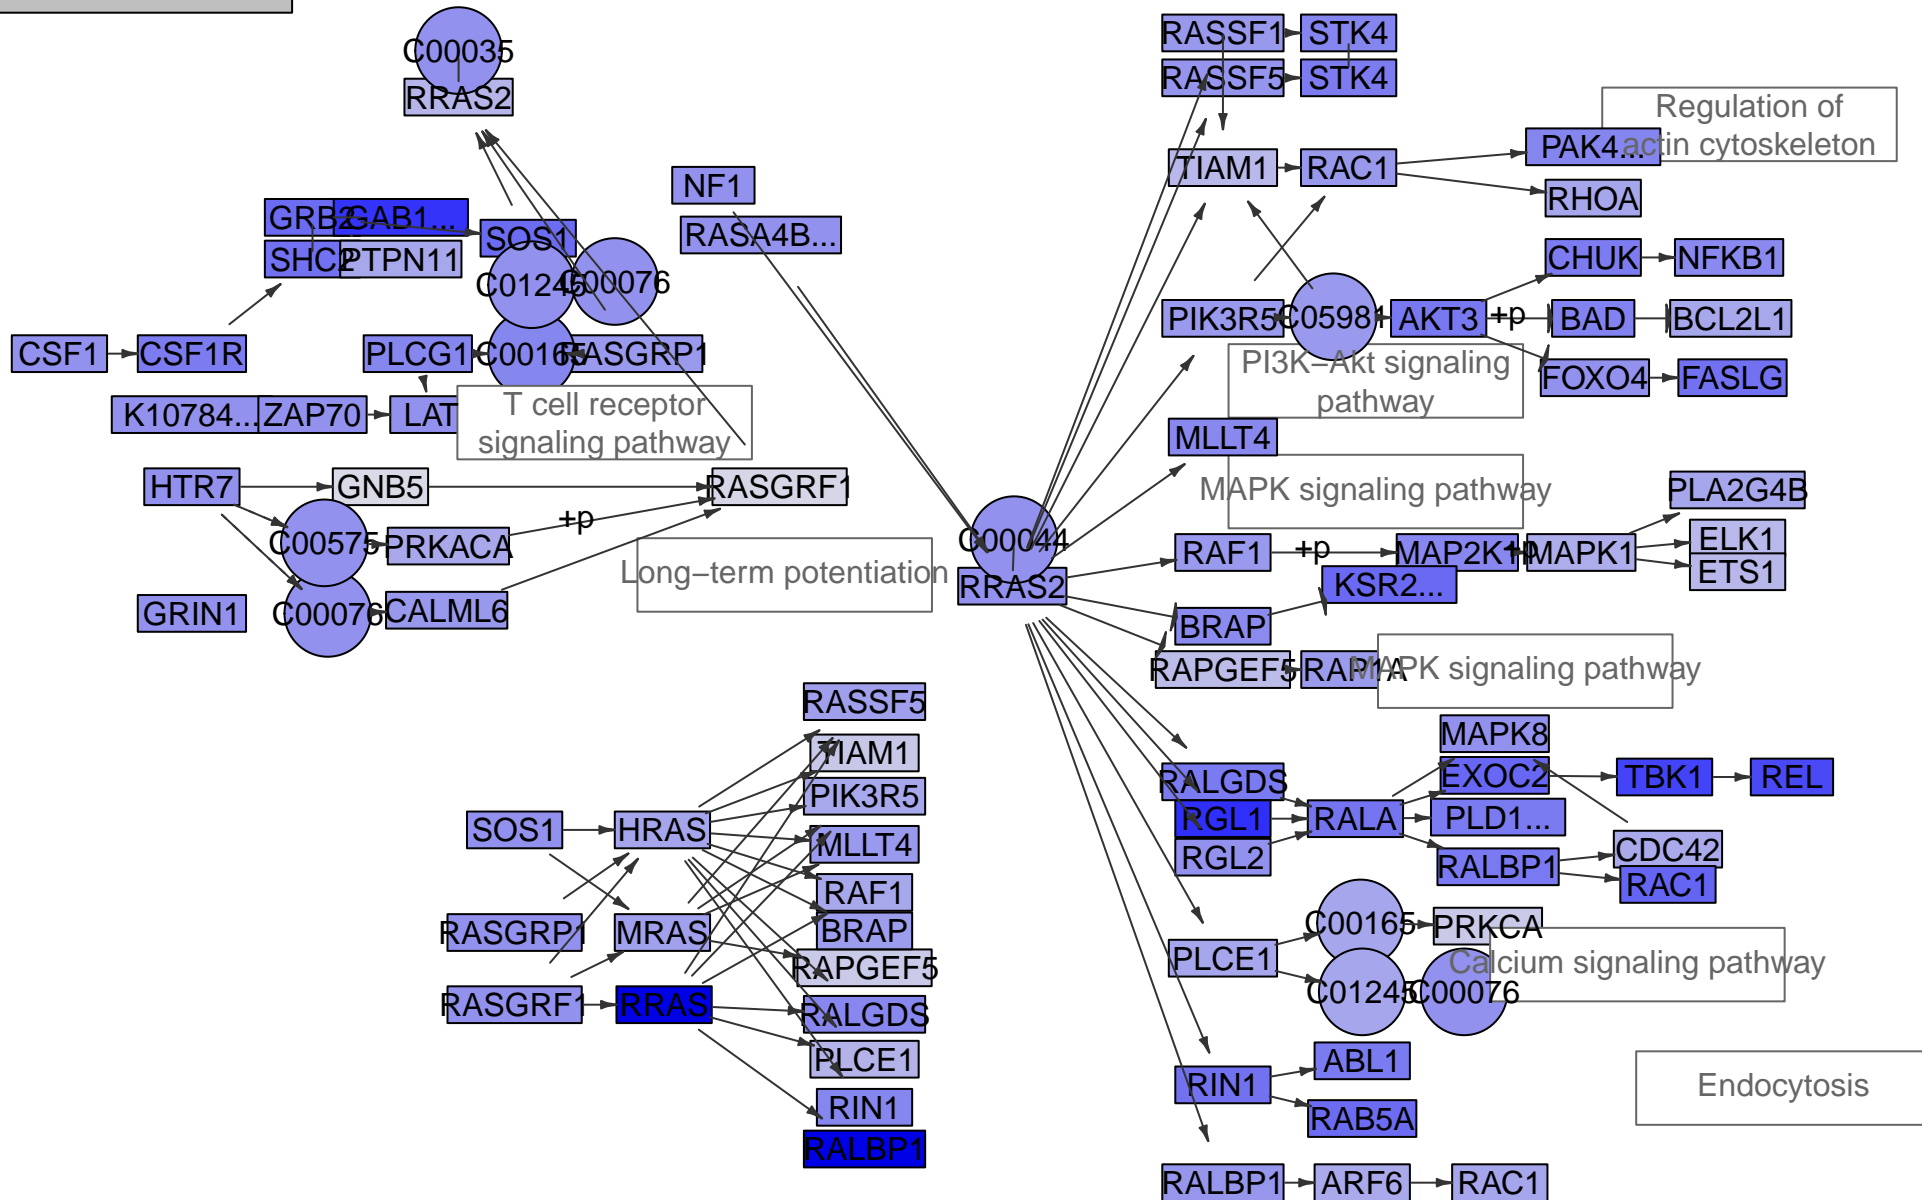 C00035
RRAS2
NF1
RASA4B...
GRB2
GAB1...
SOS1
SHC2
PTPN11
C01245
C00076
CSF1
CSF1R
PLCG1
C00165
RASGRP1
K10784...
ZAP70
LAT
T cell receptor
signaling pathway
HTR7
GNB5
RASGRF1
+p
C00575
PRKACA
GRIN1
C00076
CALML6
Long−term potentiation
C00044
RRAS2
RASSF1
STK4
RASSF5
STK4
Regulation of
actin cytoskeleton
PAK4...
TIAM1
RAC1
RHOA
CHUK
NFKB1
PIK3R5
C05981
AKT3
+p
BAD
BCL2L1
PI3K−Akt signaling
pathway
FOXO4
FASLG
MLLT4
MAPK signaling pathway
PLA2G4B
RAF1
+p
MAP2K1
+p
MAPK1
ELK1
ETS1
KSR2...
BRAP
RAPGEF5
RAP1A
MAPK signaling pathway
MAPK8
RALGDS
EXOC2
TBK1
REL
RGL1
RALA
PLD1...
RGL2
RALBP1
CDC42
RAC1
C00165
PRKCA
PLCE1
Calcium signaling pathway
C01245
C00076
ABL1
RIN1
RAB5A
Endocytosis
RALBP1
ARF6
RAC1
RASSF5
TIAM1
PIK3R5
SOS1
HRAS
MLLT4
RAF1
RASGRP1
MRAS
BRAP
RAPGEF5
RASGRF1
RRAS
RALGDS
PLCE1
RIN1
RALBP1